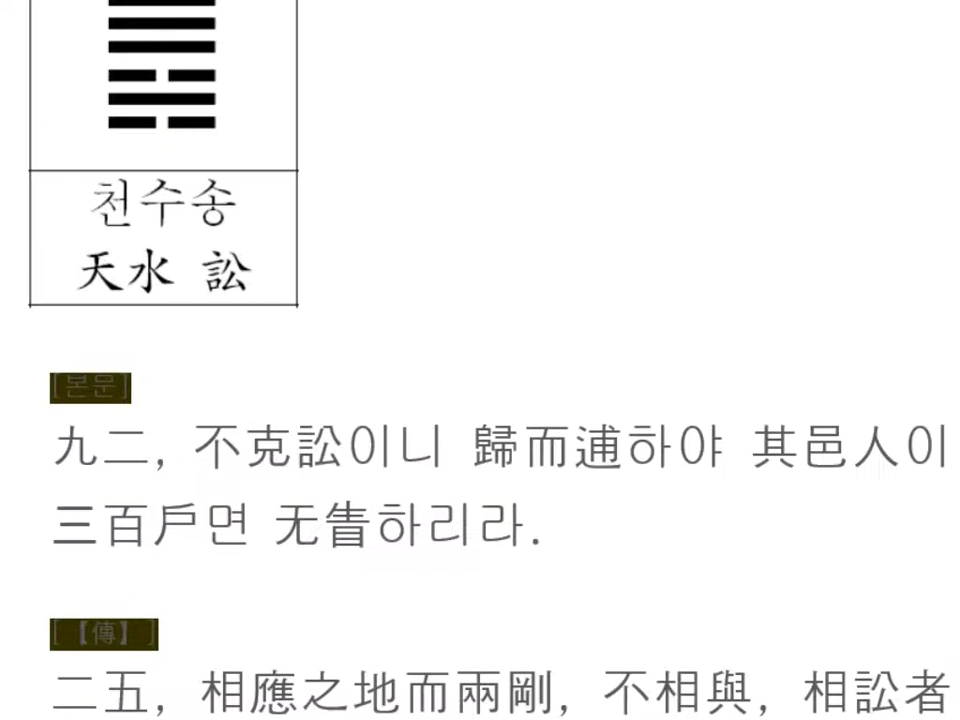 천수송
天水 訟
[본문]
九二, 不克訟이니 歸而逋하야 其邑人이
三百戶면 无眚하리라.
[【傳】]
二五, 相應之地而兩剛, 不相與, 相訟者